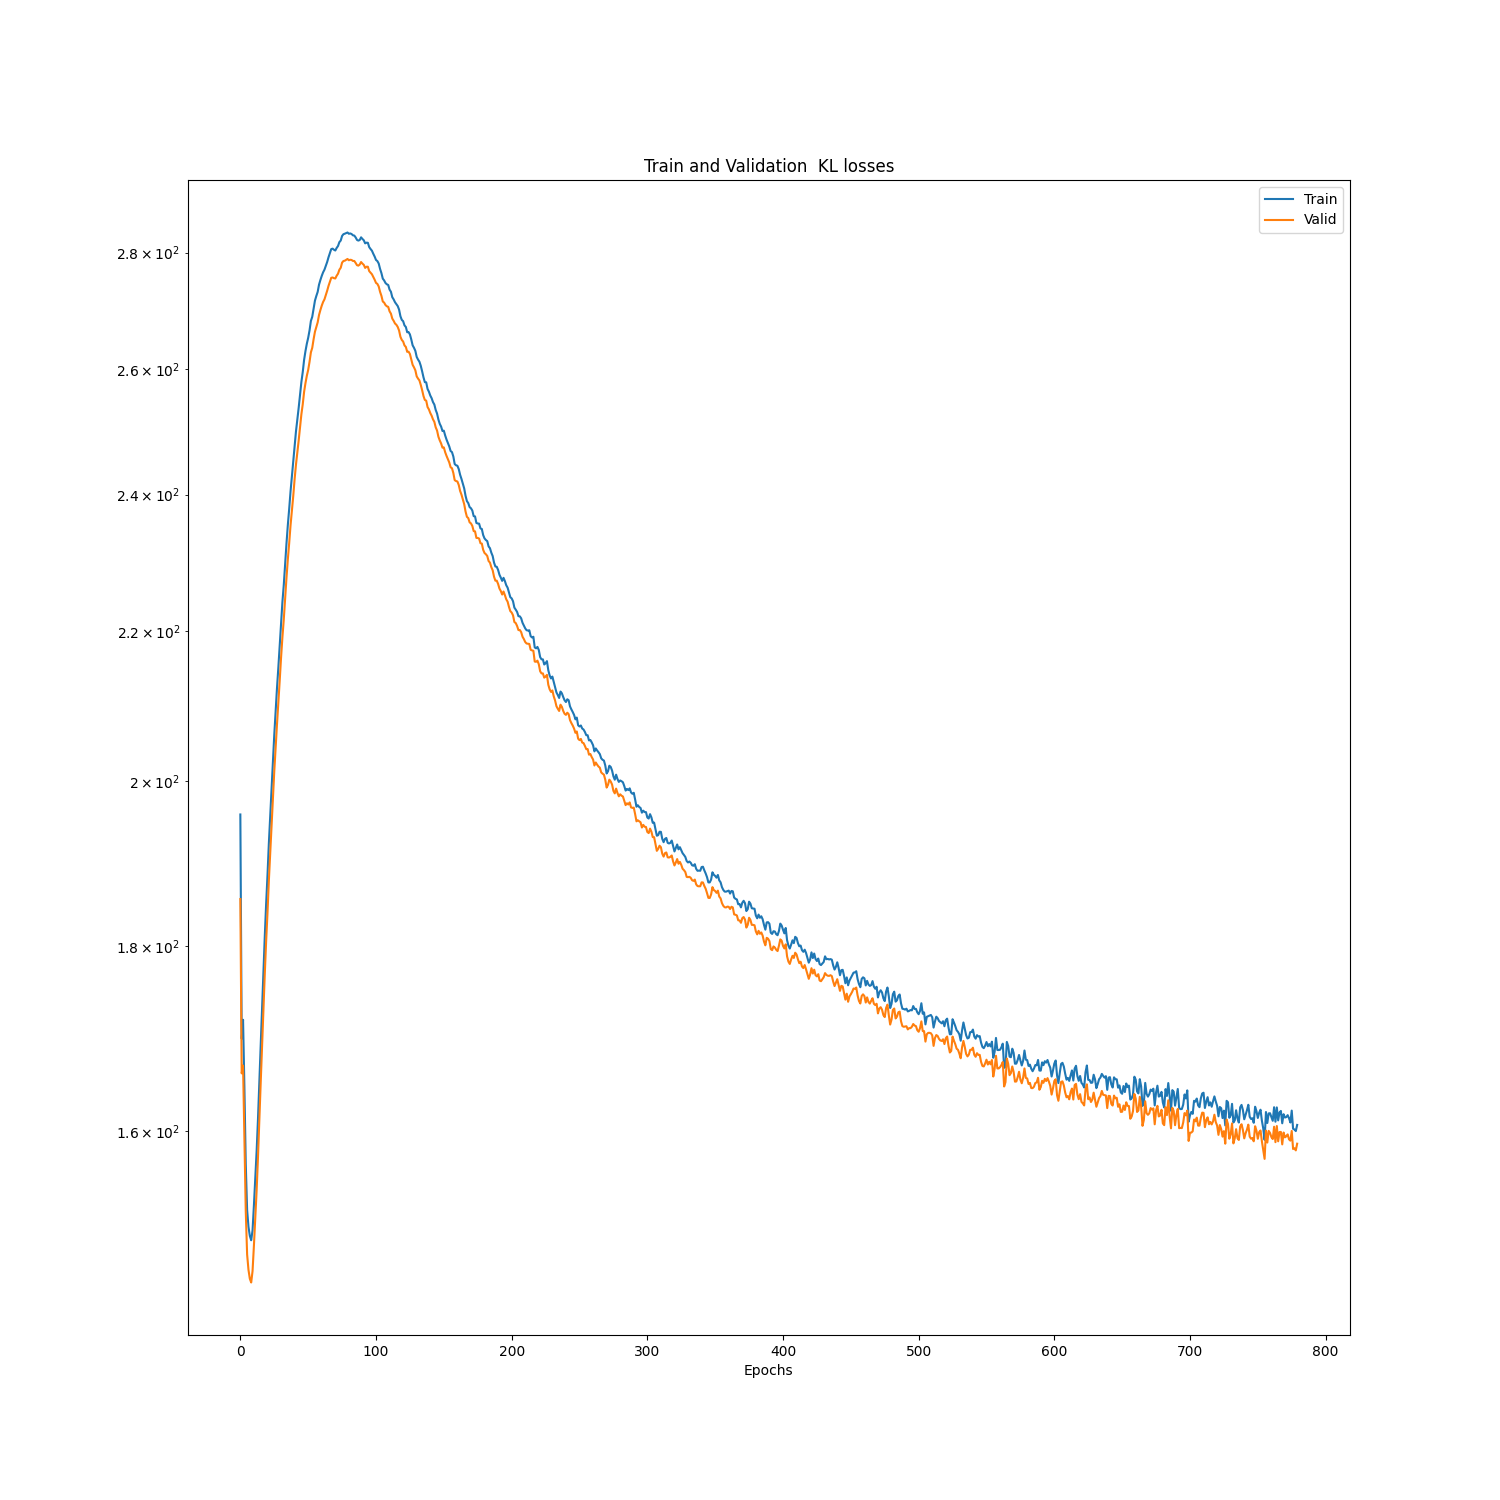 Train and Validation  KL losses
Train
Valid
2.8 × 10²
2.6 × 10²
2.4 × 10²
2.2 × 10²
2 × 10²
1.8 × 10²
1.6 × 10²
0 100 200 300 400 500 600 700 800
Epochs